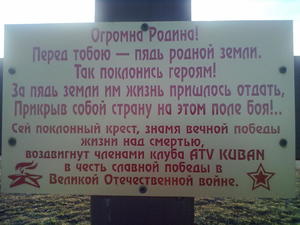 Огромна Родина!
Перед тобою — пядь родной земли.
Так поклонись героям!
За пядь земли им жизнь пришлось отдать,
Прикрыв собой страну на этом поле боя!..
Сей поклонный крест, знамя вечной победы
жизни над смертью,
воздвигнут членами клуба ATV KUBAN
в честь славной победы в
Великой Отечественной войне.